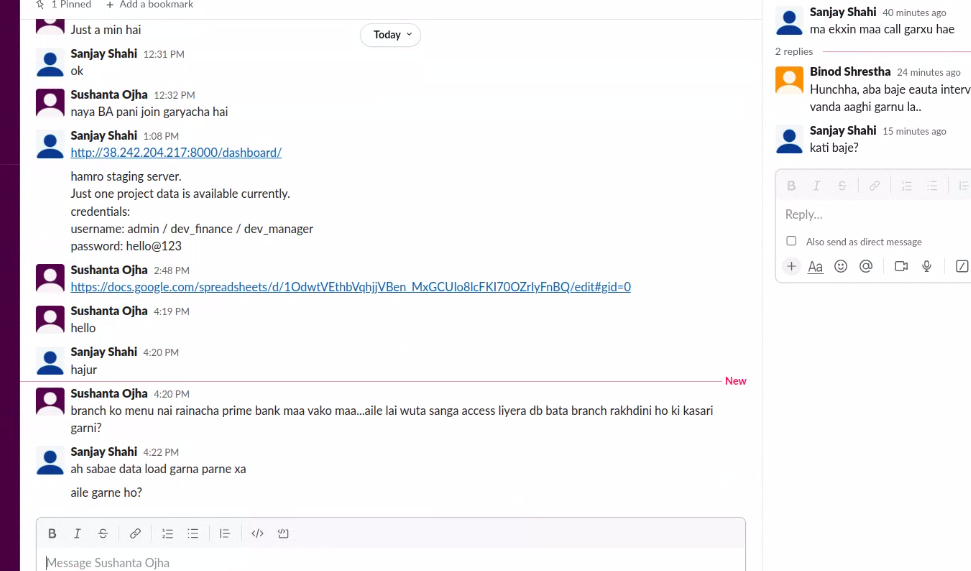 1 Pinned + Add a bookmark
Just a min hai
Today
Sanjay Shahi 12:31 PM
ok
Sushanta Ojha 12:32 PM
naya BA pani join garyacha hai
Sanjay Shahi 1:08 PM
http://38.242.204.217:8000/dashboard/
hamro staging server.
Just one project data is available currently.
credentials:
username: admin / dev_finance / dev_manager
password: hello@123
Sushanta Ojha 2:48 PM
https://docs.google.com/spreadsheets/d/1OdwtVEthbVqhjjVBen_MxGCUlo8lcFKI70OZrlyFnBQ/edit#gid=0
Sushanta Ojha 4:19 PM
hello
Sanjay Shahi 4:20 PM
hajur
New
Sushanta Ojha 4:20 PM
branch ko menu nai rainacha prime bank maa vako maa...aile lai wuta sanga access liyera db bata branch rakhdini ho ki kasari
garni?
Sanjay Shahi 4:22 PM
ah sabae data load garna parne xa
aile garne ho?
B I S
Message Sushanta Ojha
Sanjay Shahi 40 minutes ago
ma ekxin maa call garxu hae
2 replies
Binod Shrestha 24 minutes ago
Hunchha, aba baje eauta interv
vanda aaghi garnu la..
Sanjay Shahi 15 minutes ago
kati baje?
B I S
Reply...
Also send as direct message
+ Aa @